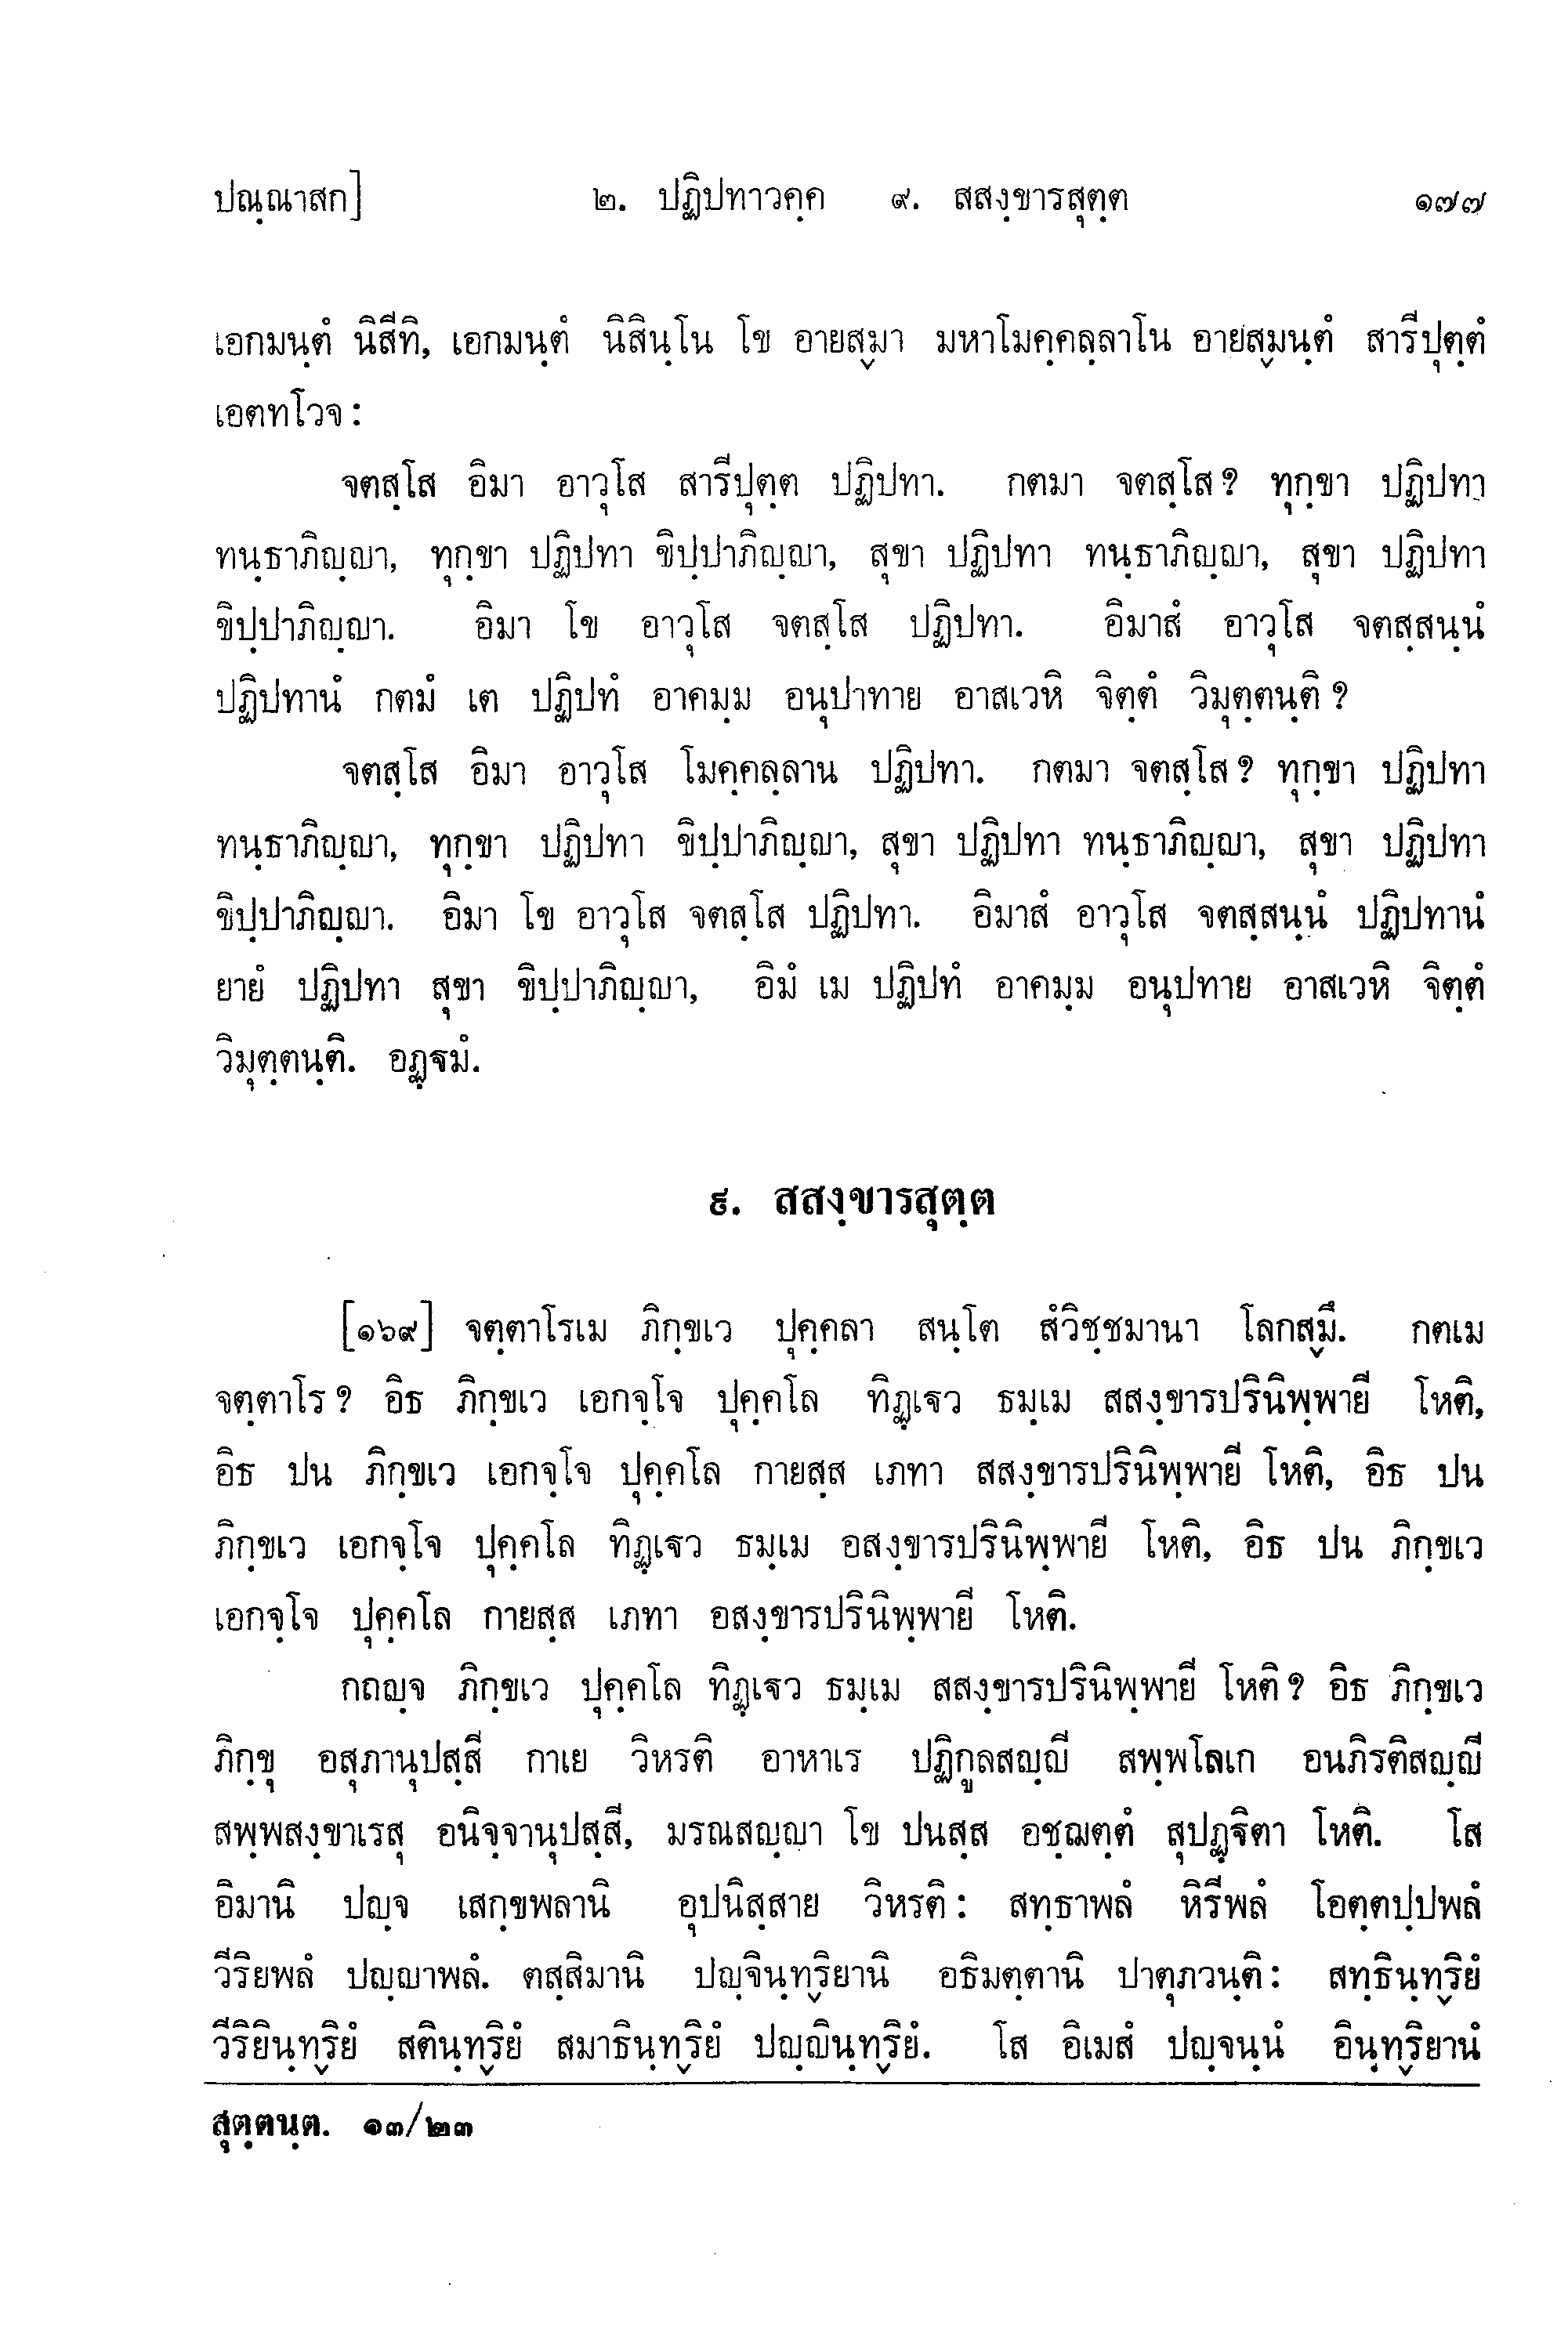 ปณฺณาสก] ๒. ปฏิปทาวคฺค ๙. สสงฺขารสุตฺต ๑๗๗
เอกมนฺตํ นิสีทิ, เอกมนฺตํ นิสินฺโน โข อายสฺมา มหาโมคฺคลฺลาโน อายสฺมนฺตํ สารีปุตฺตํ
เอตทโวจ:
จตสฺโส อิมา อาวุโส สารีปุตฺต ปฏิปทา. กตมา จตสฺโส? ทุกฺขา ปฏิปทา
ทนฺธาภิญฺญา, ทุกฺขา ปฏิปทา ขิปฺปาภิญฺญา, สุขา ปฏิปทา ทนฺธาภิญฺญา, สุขา ปฏิปทา
ขิปฺปาภิญฺญา. อิมา โข อาวุโส จตสฺโส ปฏิปทา. อิมาสํ อาวุโส จตสฺสนฺนํ
ปฏิปทานํ กตมํ เต ปฏิปทํ อาคมฺม อนุปาทาย อาสเวหิ จิตฺตํ วิมุตฺตนฺติ?
จตสฺโส อิมา อาวุโส โมคฺคลฺลาน ปฏิปทา. กตมา จตสฺโส? ทุกฺขา ปฏิปทา
ทนฺธาภิญฺญา, ทุกฺขา ปฏิปทา ขิปฺปาภิญฺญา, สุขา ปฏิปทา ทนฺธาภิญฺญา, สุขา ปฏิปทา
ขิปฺปาภิญฺญา. อิมา โข อาวุโส จตสฺโส ปฏิปทา. อิมาสํ อาวุโส จตสฺสนฺนํ ปฏิปทานํ
ยายํ ปฏิปทา สุขา ขิปฺปาภิญฺญา, อิมํ เม ปฏิปทํ อาคมฺม อนุปทาย อาสเวหิ จิตฺตํ
วิมุตฺตนฺติ. อฏฺฐมํ.
๙. สสงฺขารสุตฺต
[๑๖๙] จตฺตาโรเม ภิกฺขเว ปุคฺคลา สนฺโต สํวิชฺชมานา โลกสฺมึ. กตเม
จตฺตาโร? อิธ ภิกฺขเว เอกจฺโจ ปุคฺคโล ทิฏฺเฐว ธมฺเม สสงฺขารปรินิพฺพายี โหติ,
อิธ ปน ภิกฺขเว เอกจฺโจ ปุคฺคโล กายสฺส เภทา สสงฺขารปรินิพฺพายี โหติ, อิธ ปน
ภิกฺขเว เอกจฺโจ ปุคฺคโล ทิฏฺเฐว ธมฺเม อสงฺขารปรินิพฺพายี โหติ, อิธ ปน ภิกฺขเว
เอกจฺโจ ปุคฺคโล กายสฺส เภทา อสงฺขารปรินิพฺพายี โหติ.
กถญฺจ ภิกฺขเว ปุคฺคโล ทิฏฺเฐว ธมฺเม สสงฺขารปรินิพฺพายี โหติ? อิธ ภิกฺขเว
ภิกฺขุ อสุภานุปสฺสี กาเย วิหรติ อาหาเร ปฏิกูลสญฺญี สพฺพโลเก อนภิรติสญฺญี
สพฺพสงฺขาเรสุ อนิจฺจานุปสฺสี, มรณสญฺญา โข ปนสฺส อชฺฌตฺตํ สุปฏฺฐิตา โหติ. โส
อิมานิ ปญฺจ เสกฺขพลานิ อุปนิสฺสาย วิหรติ: สทฺธาพลํ หิรีพลํ โอตฺตปฺปพลํ
วีริยพลํ ปญฺญาพลํ. ตสฺสิมานิ ปญฺจินฺทฺริยานิ อธิมตฺตานิ ปาตุภวนฺติ: สทฺธินฺทฺริยํ
วีริยินฺทฺริยํ สตินฺทฺริยํ สมาธินฺทฺริยํ ปญฺญินฺทฺริยํ. โส อิเมสํ ปญฺจนฺนํ อินฺทฺริยานํ
สุตฺตนฺต. ๑๓/๒๓